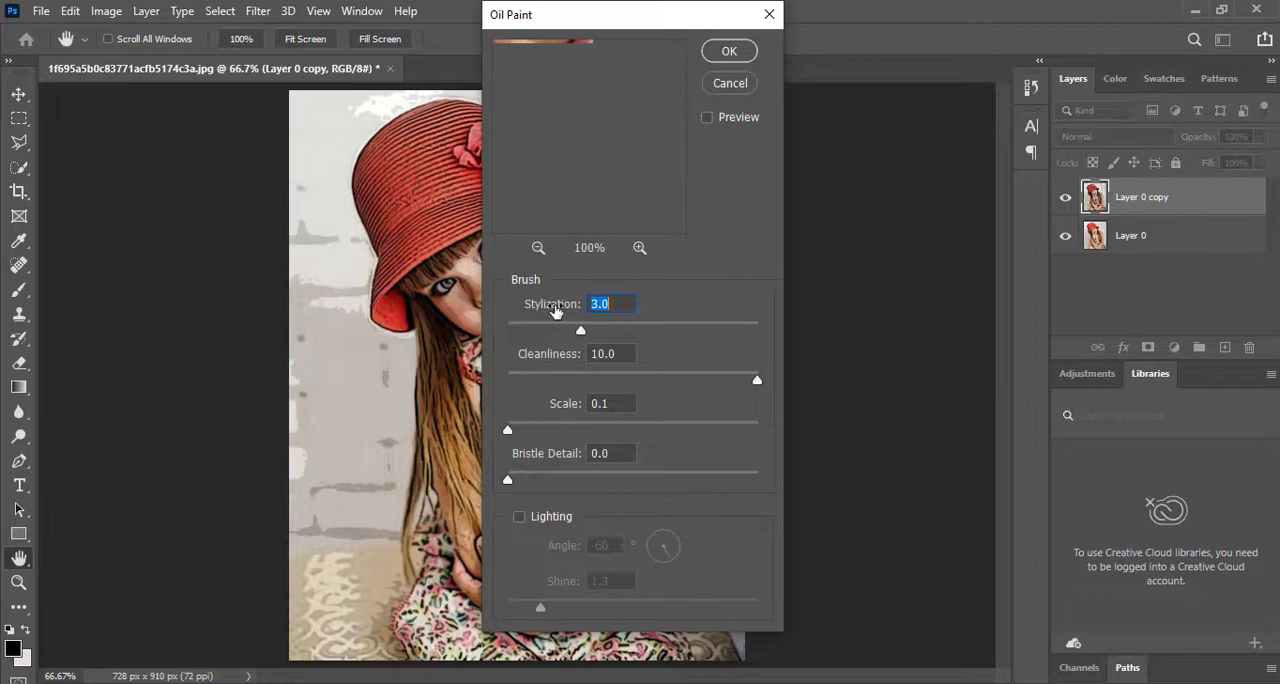 Ps File Edit Image Layer Type Select Filter 3D View Window Help
Oil Paint
Scroll All Windows 100% Fit Screen Fill Screen
1f695a5b0c83771acfb5174c3a.jpg @ 66.7% (Layer 0 copy, RGB/8#) *
OK
Cancel
Preview
100%
Brush
Stylization: 3.0
Cleanliness: 10.0
Scale: 0.1
Bristle Detail: 0.0
Lighting
Angle: -60 °
Shine: 1.3
Layers Color Swatches Patterns
Kind
Normal Opacity: 100%
Lock: Fill: 100%
Layer 0 copy
Layer 0
fx
Adjustments Libraries
To use Creative Cloud libraries, you need
to be logged into a Creative Cloud
account.
Channels Paths
66.67% 728 px x 910 px (72 ppi)